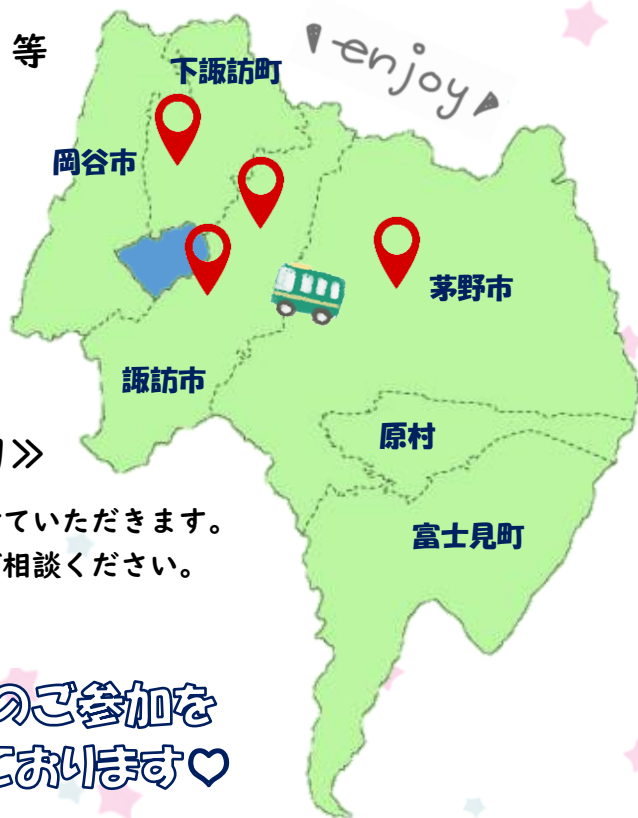 等
enjoy
下諏訪町
岡谷市
茅野市
諏訪市
原村
》
ていただきます。
相談ください。
富士見町
のご参加を
ております♡